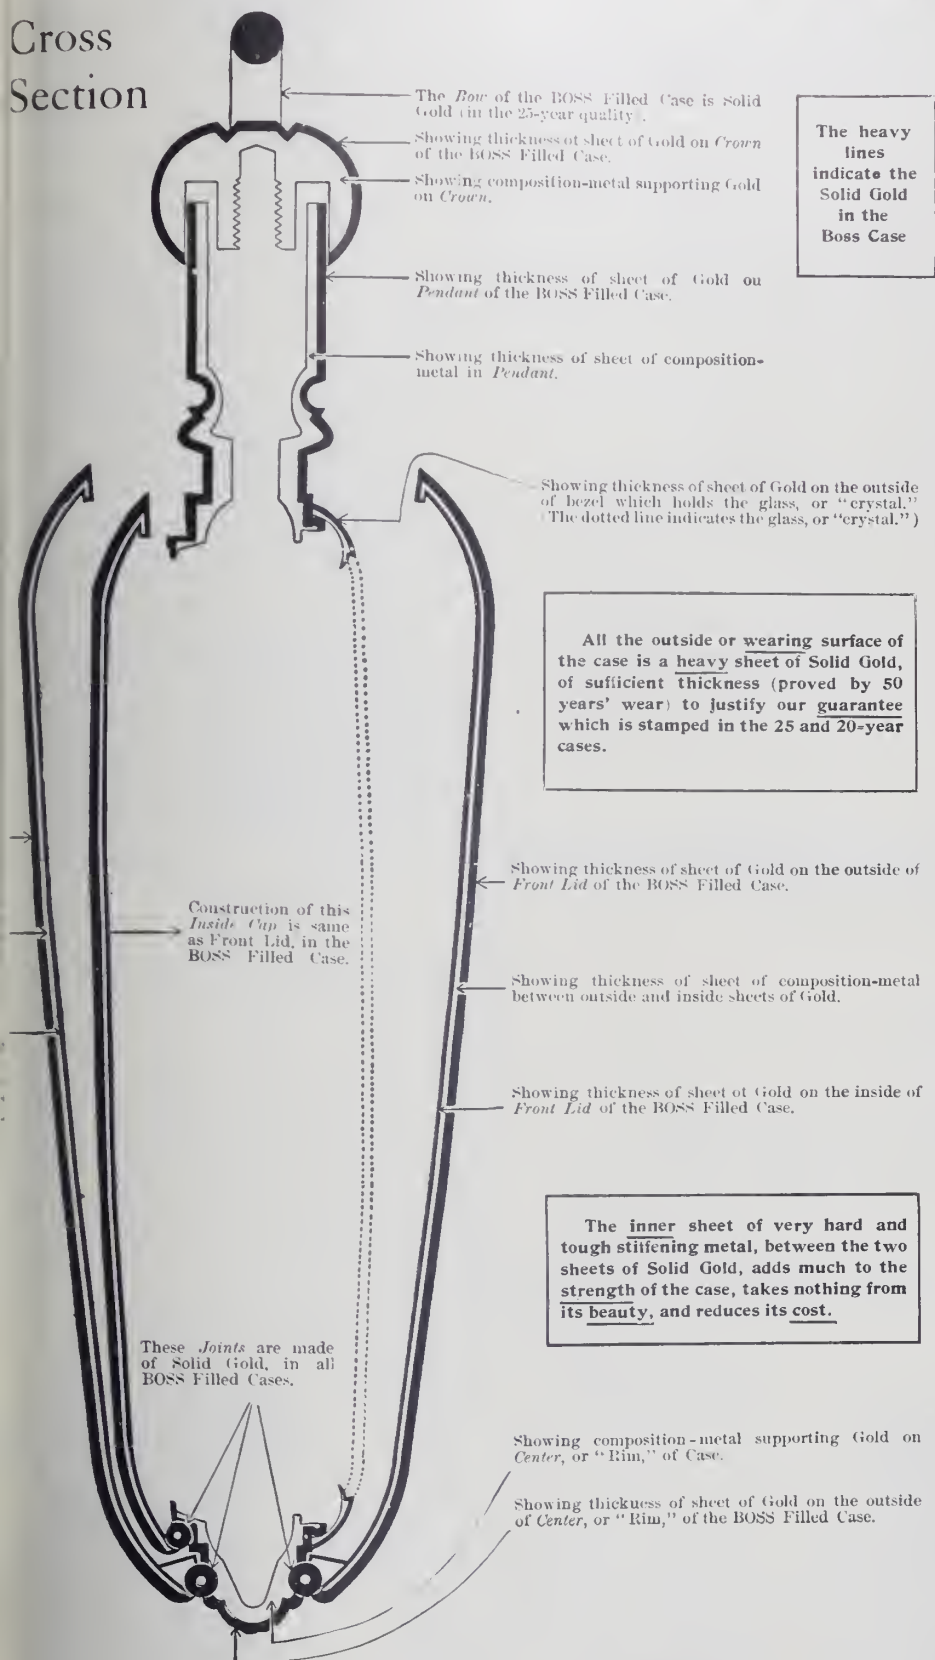 Cross
Section
The Bow of the BOSS Filled Case is Solid
Gold (in the 25-year quality).
Showing thickness of sheet of Gold on Crown
of the BOSS Filled Case.
Showing composition-metal supporting Gold
on Crown.
The heavy
lines
indicate the
Solid Gold
in the
Boss Case
Showing thickness of sheet of Gold on
Pendant of the BOSS Filled Case.
Showing thickness of sheet of composition-
metal in Pendant.
Showing thickness of sheet of Gold on the outside
of bezel which holds the glass, or "crystal."
(The dotted line indicates the glass, or "crystal.")
All the outside or wearing surface of
the case is a heavy sheet of Solid Gold,
of sufficient thickness (proved by 50
years' wear) to justify our guarantee
which is stamped in the 25 and 20-year
cases.
Showing thickness of sheet of Gold on the outside of
Front Lid of the BOSS Filled Case.
Construction of this
Inside Cap is same
as Front Lid, in the
BOSS Filled Case.
Showing thickness of sheet of composition-metal
between outside and inside sheets of Gold.
Showing thickness of sheet of Gold on the inside of
Front Lid of the BOSS Filled Case.
The inner sheet of very hard and
tough stiffening metal, between the two
sheets of Solid Gold, adds much to the
strength of the case, takes nothing from
its beauty, and reduces its cost.
These Joints are made
of Solid Gold, in all
BOSS Filled Cases.
Showing composition-metal supporting Gold on
Center, or "Rim," of Case.
Showing thickness of sheet of Gold on the outside
of Center, or "Rim," of the BOSS Filled Case.